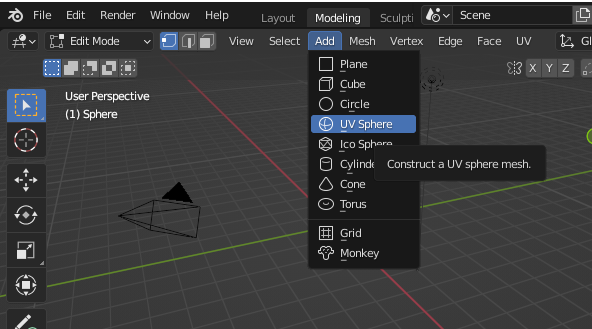 File Edit Render Window Help Layout Modeling Sculpti Scene
Edit Mode View Select Add Mesh Vertex Edge Face UV Gl
X Y Z
User Perspective
(1) Sphere
Plane
Cube
Circle
UV Sphere
Ico Sphere
Cylinde
Construct a UV sphere mesh.
Cone
Torus
Grid
Monkey